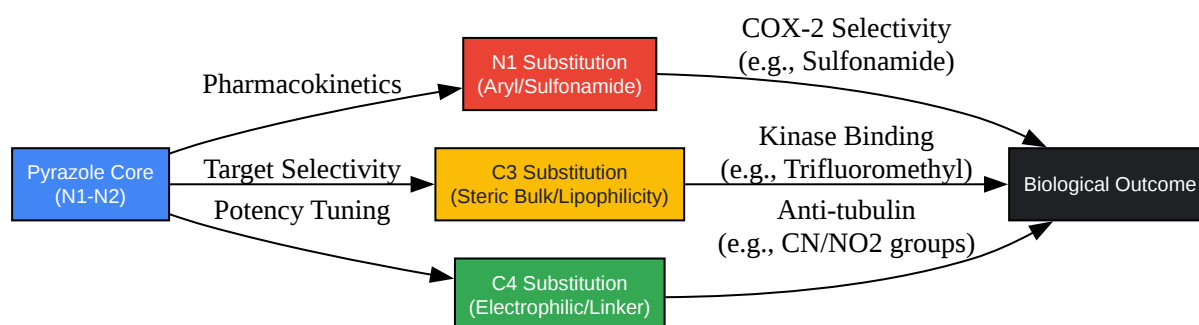 Pyrazole Core
(N1-N2)
Pharmacokinetics
Target Selectivity
Potency Tuning
N1 Substitution
(Aryl/Sulfonamide)
C3 Substitution
(Steric Bulk/Lipophilicity)
C4 Substitution
(Electrophilic/Linker)
COX-2 Selectivity
(e.g., Sulfonamide)
Kinase Binding
(e.g., Trifluoromethyl)
Anti-tubulin
(e.g., CN/NO2 groups)
Biological Outcome